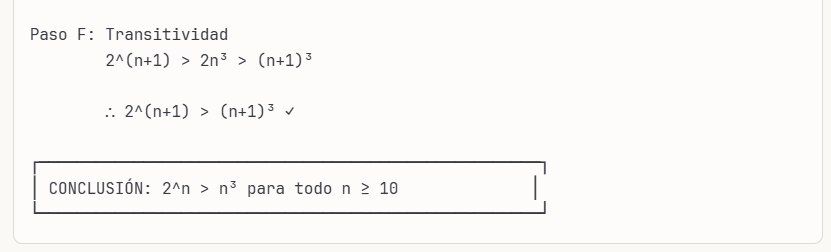 Paso F: Transitividad
2^(n+1) > 2n³ > (n+1)³
∴ 2^(n+1) > (n+1)³ ✓
CONCLUSIÓN: 2^n > n³ para todo n ≥ 10